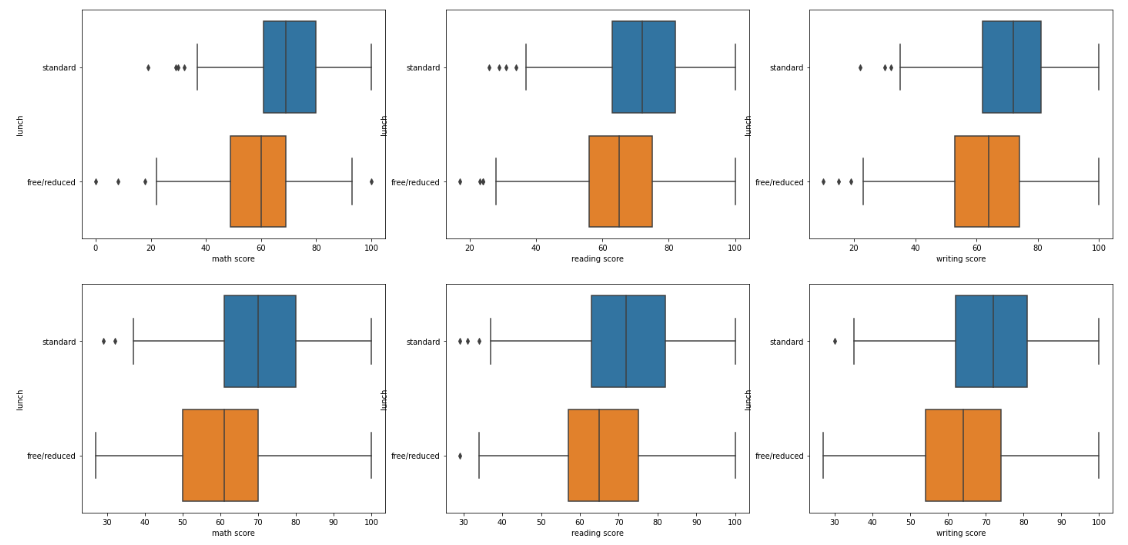 standard
free/reduced
lunch
0 20 40 60 80 100
math score
standard
free/reduced
lunch
20 40 60 80 100
reading score
standard
free/reduced
lunch
20 40 60 80 100
writing score
standard
free/reduced
lunch
30 40 50 60 70 80 90 100
math score
standard
free/reduced
lunch
30 40 50 60 70 80 90 100
reading score
standard
free/reduced
lunch
30 40 50 60 70 80 90 100
writing score